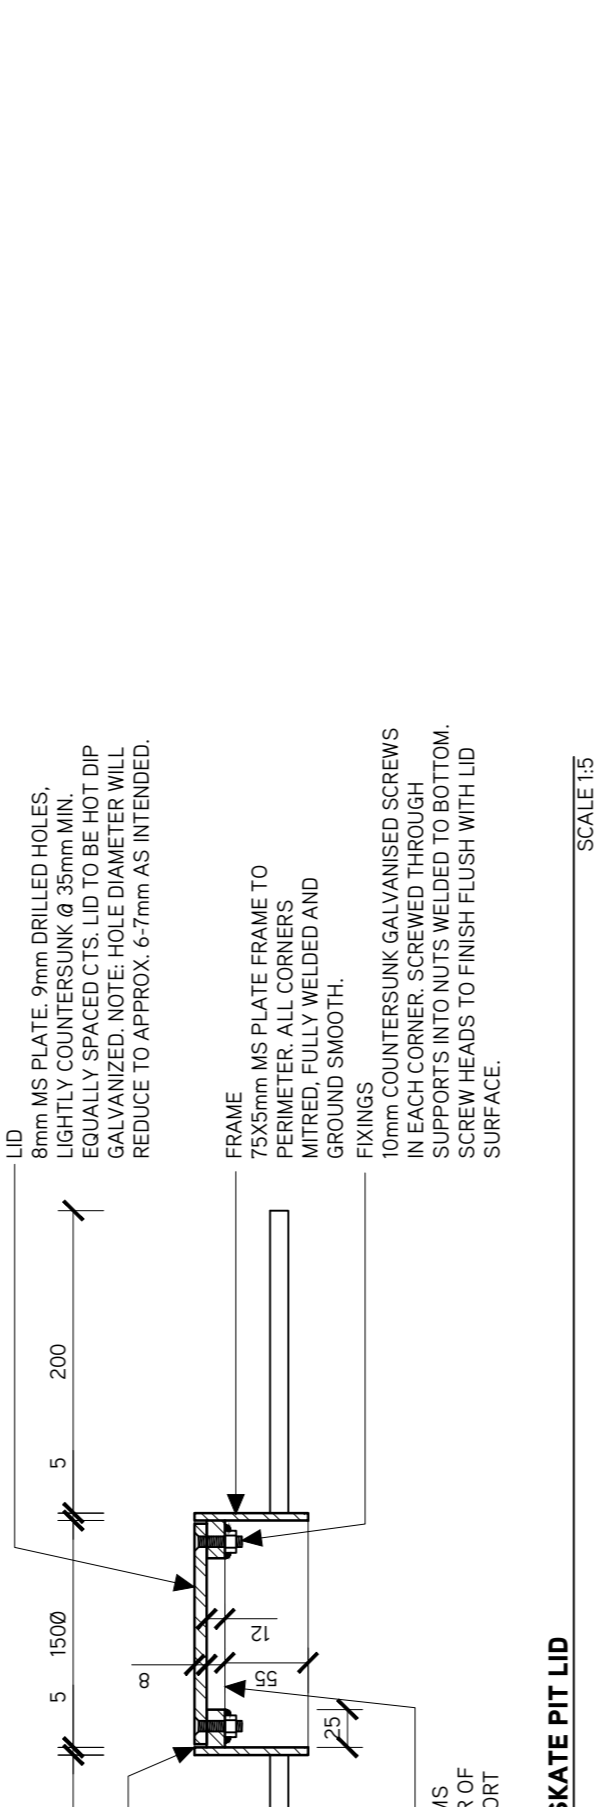 LID
8mm MS PLATE. 9mm DRILLED HOLES,
LIGHTLY COUNTERSUNK @ 35mm MIN.
EQUALLY SPACED CTS. LID TO BE HOT DIP
GALVANIZED. NOTE: HOLE DIAMETER WILL
REDUCE TO APPROX. 6-7mm AS INTENDED.
5 150Ø 5 200
8
12
55
25
FRAME
75X5mm MS PLATE FRAME TO
PERIMETER. ALL CORNERS
MITRED, FULLY WELDED AND
GROUND SMOOTH.
FIXINGS
10mm COUNTERSUNK GALVANISED SCREWS
IN EACH CORNER. SCREWED THROUGH
SUPPORTS INTO NUTS WELDED TO BOTTOM.
SCREW HEADS TO FINISH FLUSH WITH LID
SURFACE.
MS
R OF
ORT
SKATE PIT LID
SCALE 1:5